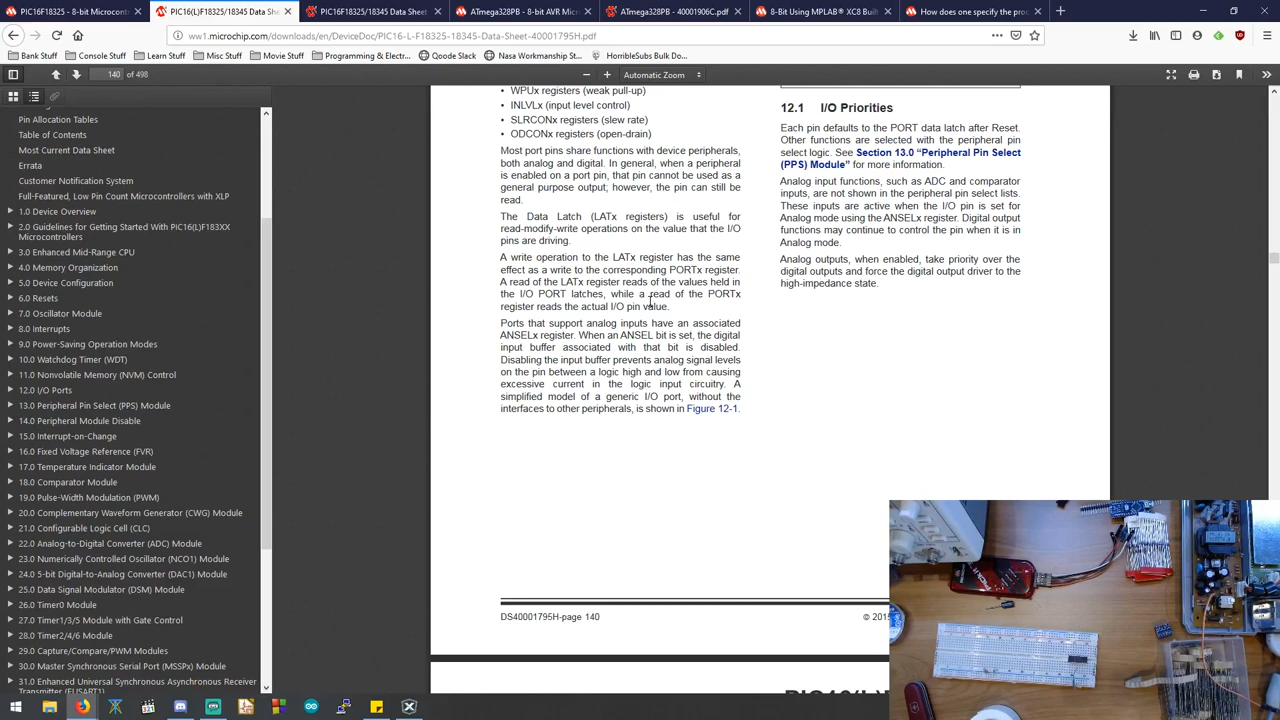 PIC16F18325 - 8-bit Microcont
PIC16(L)F18325/18345 Data She
PIC16F18325/18345 Data Sheet
ATmega328PB - 8-bit AVR Micr
ATmega328PB - 40001906C.pdf
8-Bit Using MPLAB® XC8 Built
How does one specify the proc
ww1.microchip.com/downloads/en/DeviceDoc/PIC16-L-F18325-18345-Data-Sheet-40001795H.pdf
Bank Stuff
Console Stuff
Learn Stuff
Misc Stuff
Movie Stuff
Programming & Electr...
Qoode Slack
Nasa Workmanship St...
HorribleSubs Bulk Do...
140 of 498
Automatic Zoom
Pin Allocation Tables
Table of Contents
Most Current Data Sheet
Errata
Customer Notification System
Full-Featured, Low Pin Count Microcontrollers with XLP
1.0 Device Overview
2.0 Guidelines for Getting Started With PIC16(L)F183XX
Microcontrollers
3.0 Enhanced Mid-Range CPU
4.0 Memory Organization
5.0 Device Configuration
6.0 Resets
7.0 Oscillator Module
8.0 Interrupts
9.0 Power-Saving Operation Modes
10.0 Watchdog Timer (WDT)
11.0 Nonvolatile Memory (NVM) Control
12.0 I/O Ports
13.0 Peripheral Pin Select (PPS) Module
14.0 Peripheral Module Disable
15.0 Interrupt-on-Change
16.0 Fixed Voltage Reference (FVR)
17.0 Temperature Indicator Module
18.0 Comparator Module
19.0 Pulse-Width Modulation (PWM)
20.0 Complementary Waveform Generator (CWG) Module
21.0 Configurable Logic Cell (CLC)
22.0 Analog-to-Digital Converter (ADC) Module
23.0 Numerically Controlled Oscillator (NCO1) Module
24.0 5-bit Digital-to-Analog Converter (DAC1) Module
25.0 Data Signal Modulator (DSM) Module
26.0 Timer0 Module
27.0 Timer1/3/5 Module with Gate Control
28.0 Timer2/4/6 Module
29.0 Capture/Compare/PWM Modules
30.0 Master Synchronous Serial Port (MSSPx) Module
31.0 Enhanced Universal Synchronous Asynchronous Receiver
Transmitter (EUSART1)
• WPUx registers (weak pull-up)
• INLVLx (input level control)
• SLRCONx registers (slew rate)
• ODCONx registers (open-drain)
Most port pins share functions with device peripherals,
both analog and digital. In general, when a peripheral
is enabled on a port pin, that pin cannot be used as a
general purpose output; however, the pin can still be
read.
The Data Latch (LATx registers) is useful for
read-modify-write operations on the value that the I/O
pins are driving.
A write operation to the LATx register has the same
effect as a write to the corresponding PORTx register.
A read of the LATx register reads of the values held in
the I/O PORT latches, while a read of the PORTx
register reads the actual I/O pin value.
Ports that support analog inputs have an associated
ANSELx register. When an ANSEL bit is set, the digital
input buffer associated with that bit is disabled.
Disabling the input buffer prevents analog signal levels
on the pin between a logic high and low from causing
excessive current in the logic input circuitry. A
simplified model of a generic I/O port, without the
interfaces to other peripherals, is shown in Figure 12-1.
12.1 I/O Priorities
Each pin defaults to the PORT data latch after Reset.
Other functions are selected with the peripheral pin
select logic. See Section 13.0 “Peripheral Pin Select
(PPS) Module” for more information.
Analog input functions, such as ADC and comparator
inputs, are not shown in the peripheral pin select lists.
These inputs are active when the I/O pin is set for
Analog mode using the ANSELx register. Digital output
functions may continue to control the pin when it is in
Analog mode.
Analog outputs, when enabled, take priority over the
digital outputs and force the digital output driver to the
high-impedance state.
DS40001795H-page 140
© 2015